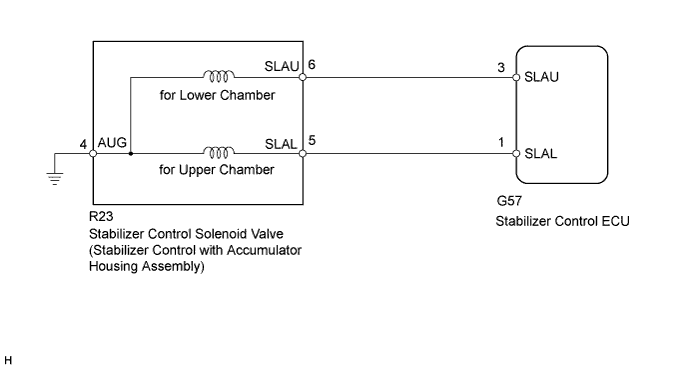 SLAU 6
for Lower Chamber
3 SLAU
4 AUG
SLAL 5
for Upper Chamber
1 SLAL
R23
Stabilizer Control Solenoid Valve
(Stabilizer Control with Accumulator
Housing Assembly)
G57
Stabilizer Control ECU
H